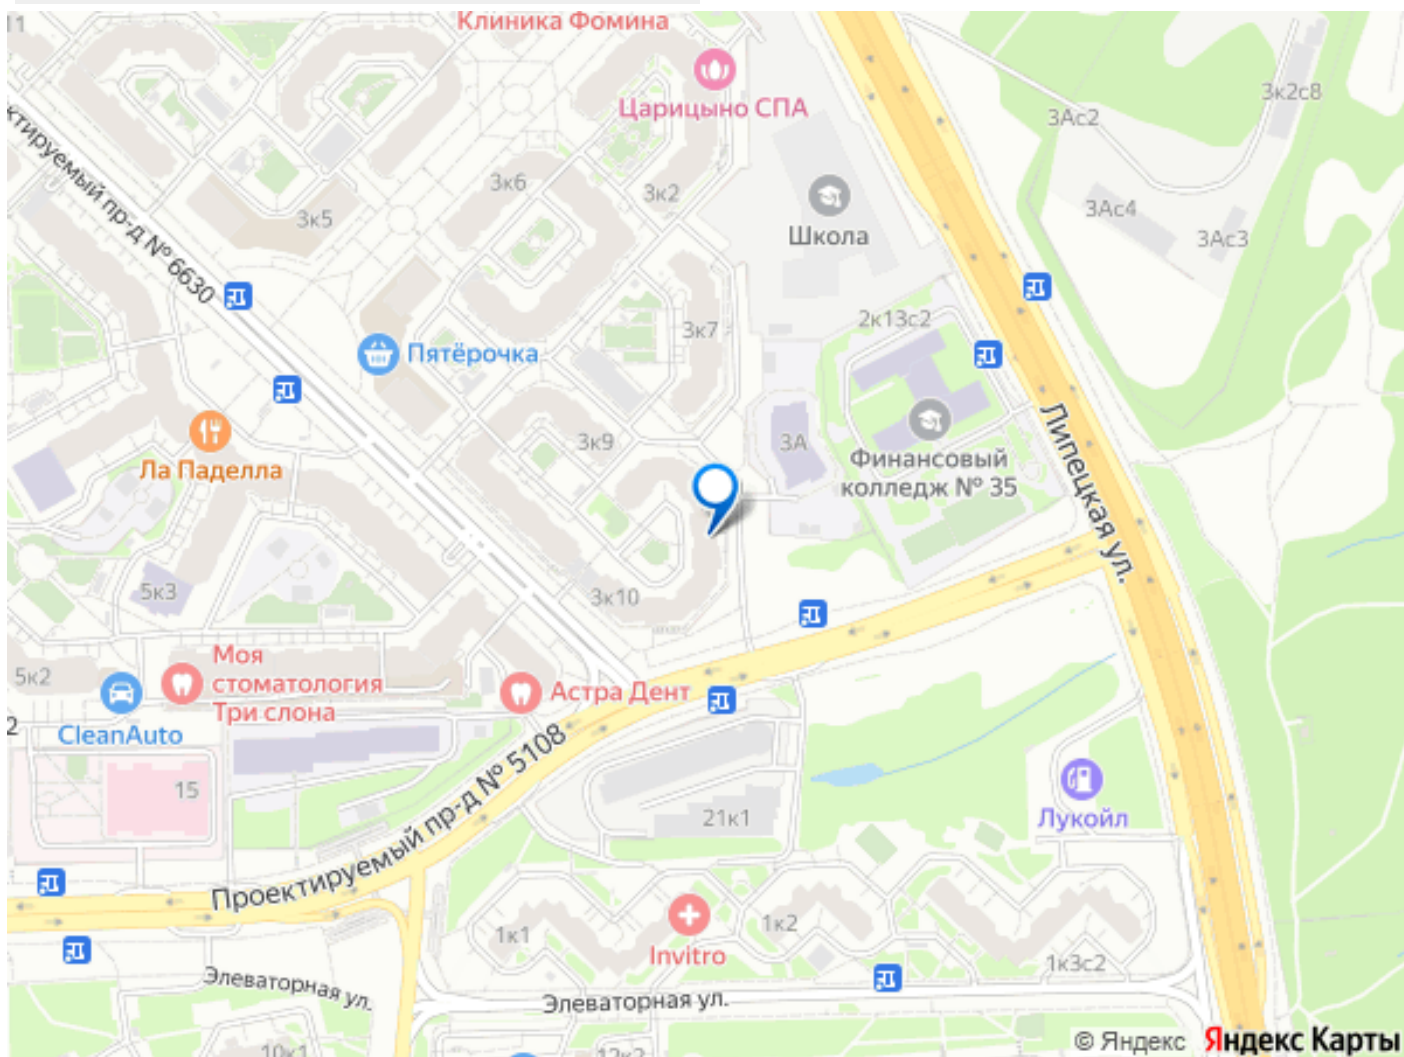 11
Клиника Фомина
Царицыно СПА
3к2с8
3Ас2
3к6
3к2
3к5
Школа
3Ас4
3Ас3
ктируемый пр-д № 6630
2к13с2
3к7
Пятёрочка
Липецкая ул.
3к9
3А
Ла Паделла
Финансовый
колледж № 35
5к3
3к10
5к2
Моя
стоматология
Три слона
Астра Дент
2
CleanAuto
15
Проектируемый пр-д № 5108
21к1
Лукойл
1к1
1к2
Invitro
1к3с2
Элеваторная ул.
Элеваторная ул.
10к1
12к2
© Яндекс Яндекс Карты